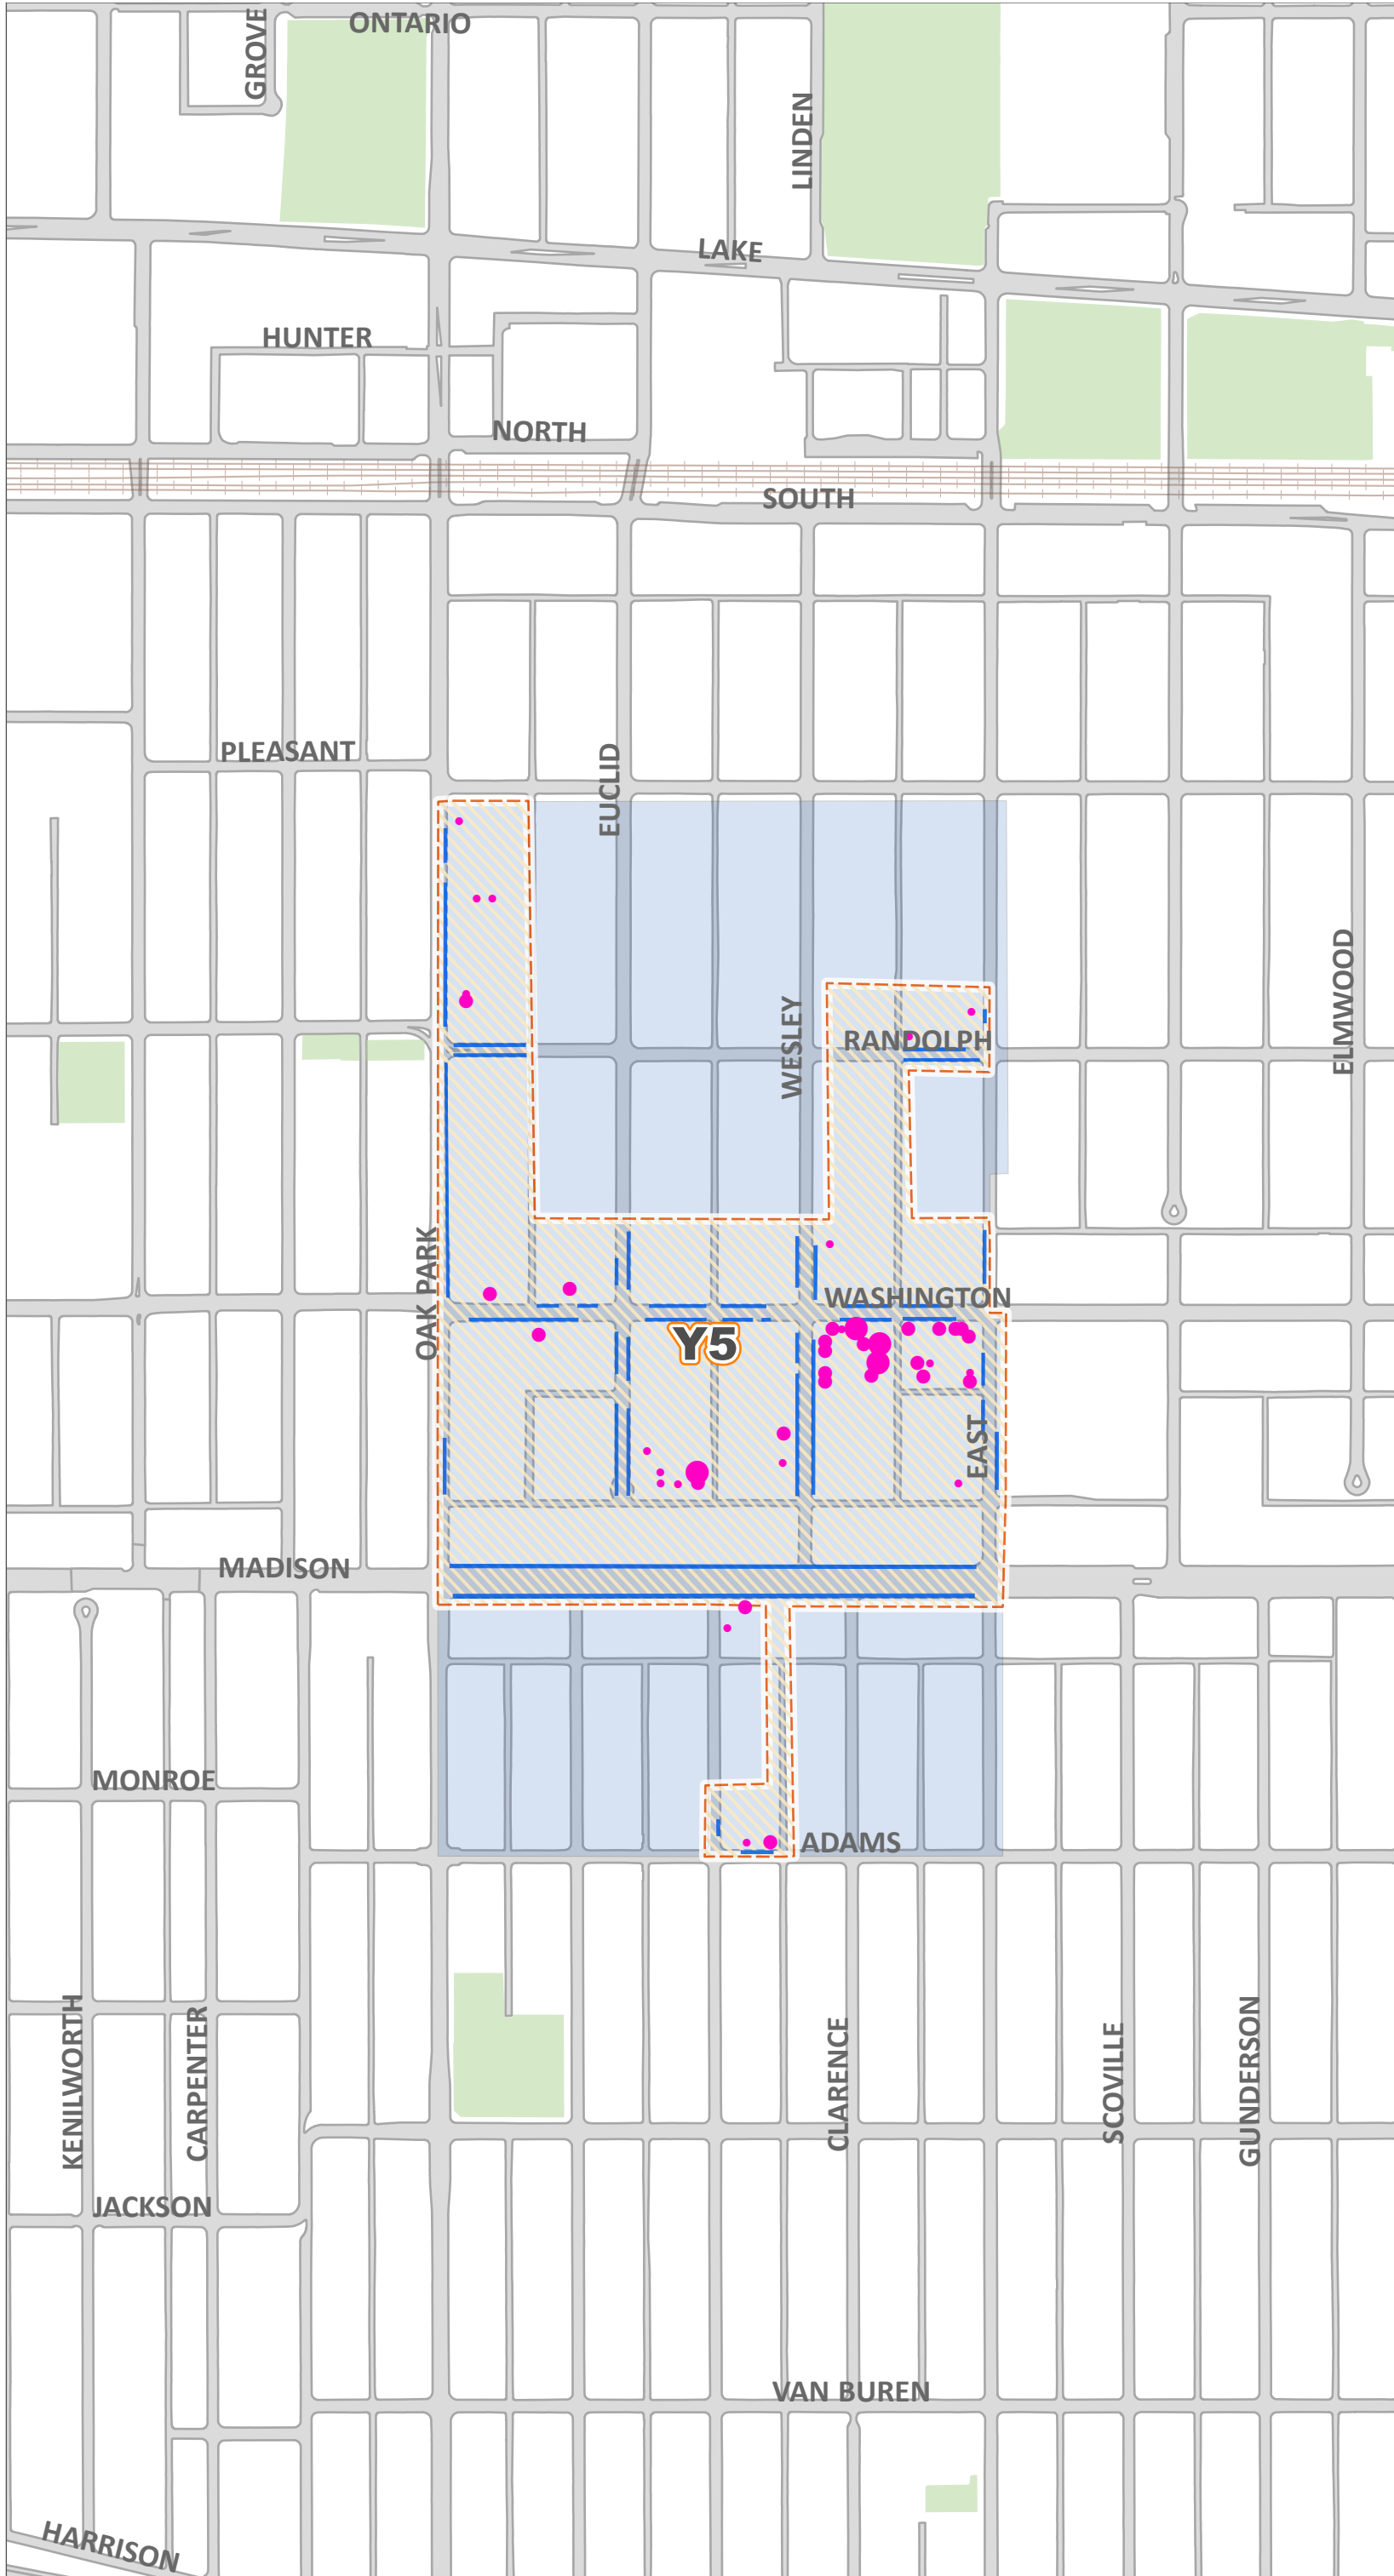 GROVE
ONTARIO
LINDEN
LAKE
HUNTER
NORTH
SOUTH
PLEASANT
EUCLID
ELMWOOD
WESLEY
RANDOLPH
OAK PARK
WASHINGTON
Y5
EAST
MADISON
MONROE
ADAMS
KENILWORTH
CARPENTER
CLARENCE
SCOVILLE
GUNDERSON
JACKSON
VAN BUREN
HARRISON